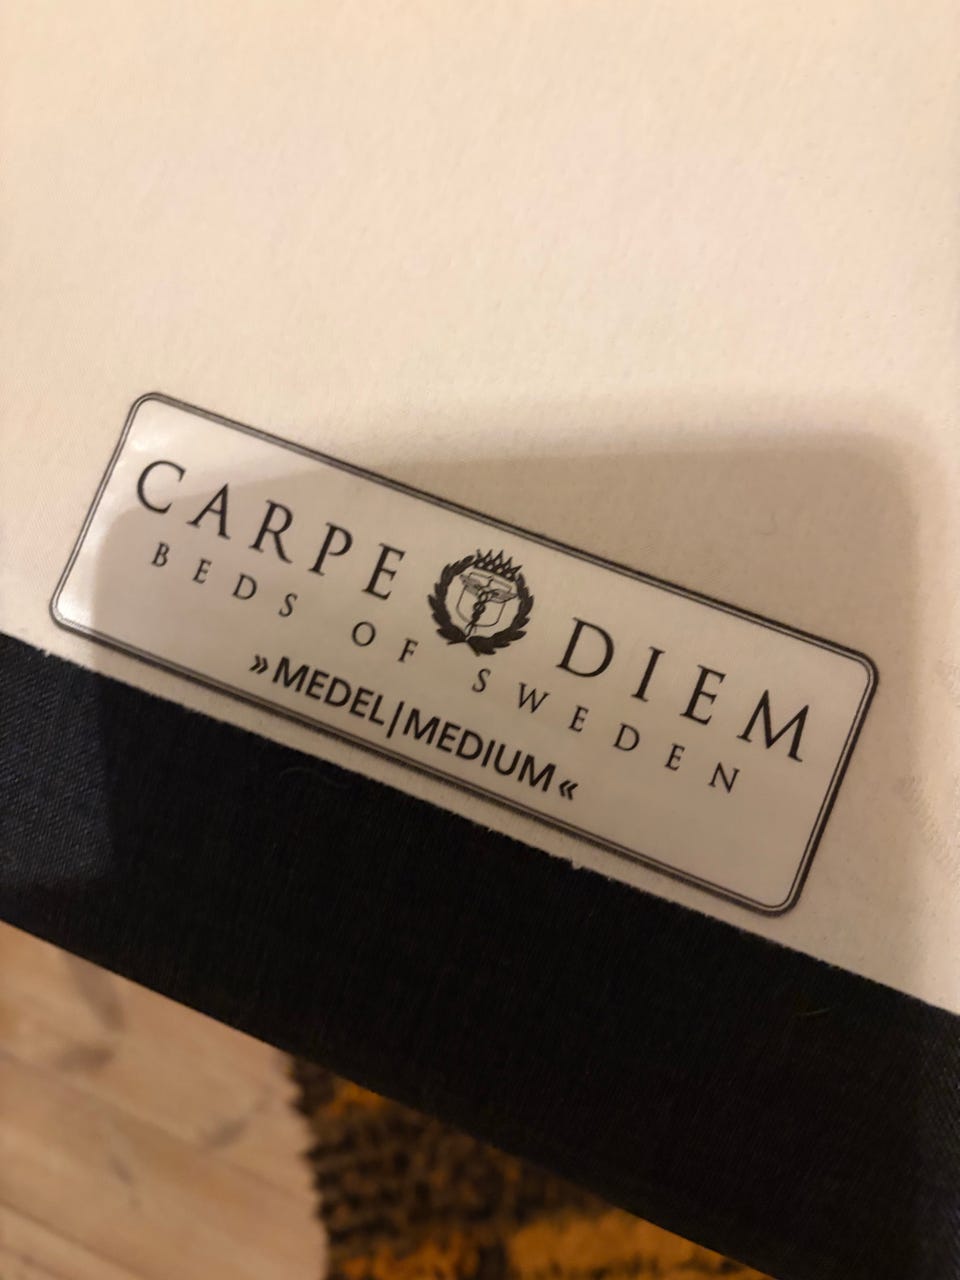 CARPE DIEM
BEDS OF SWEDEN
»MEDEL|MEDIUM«